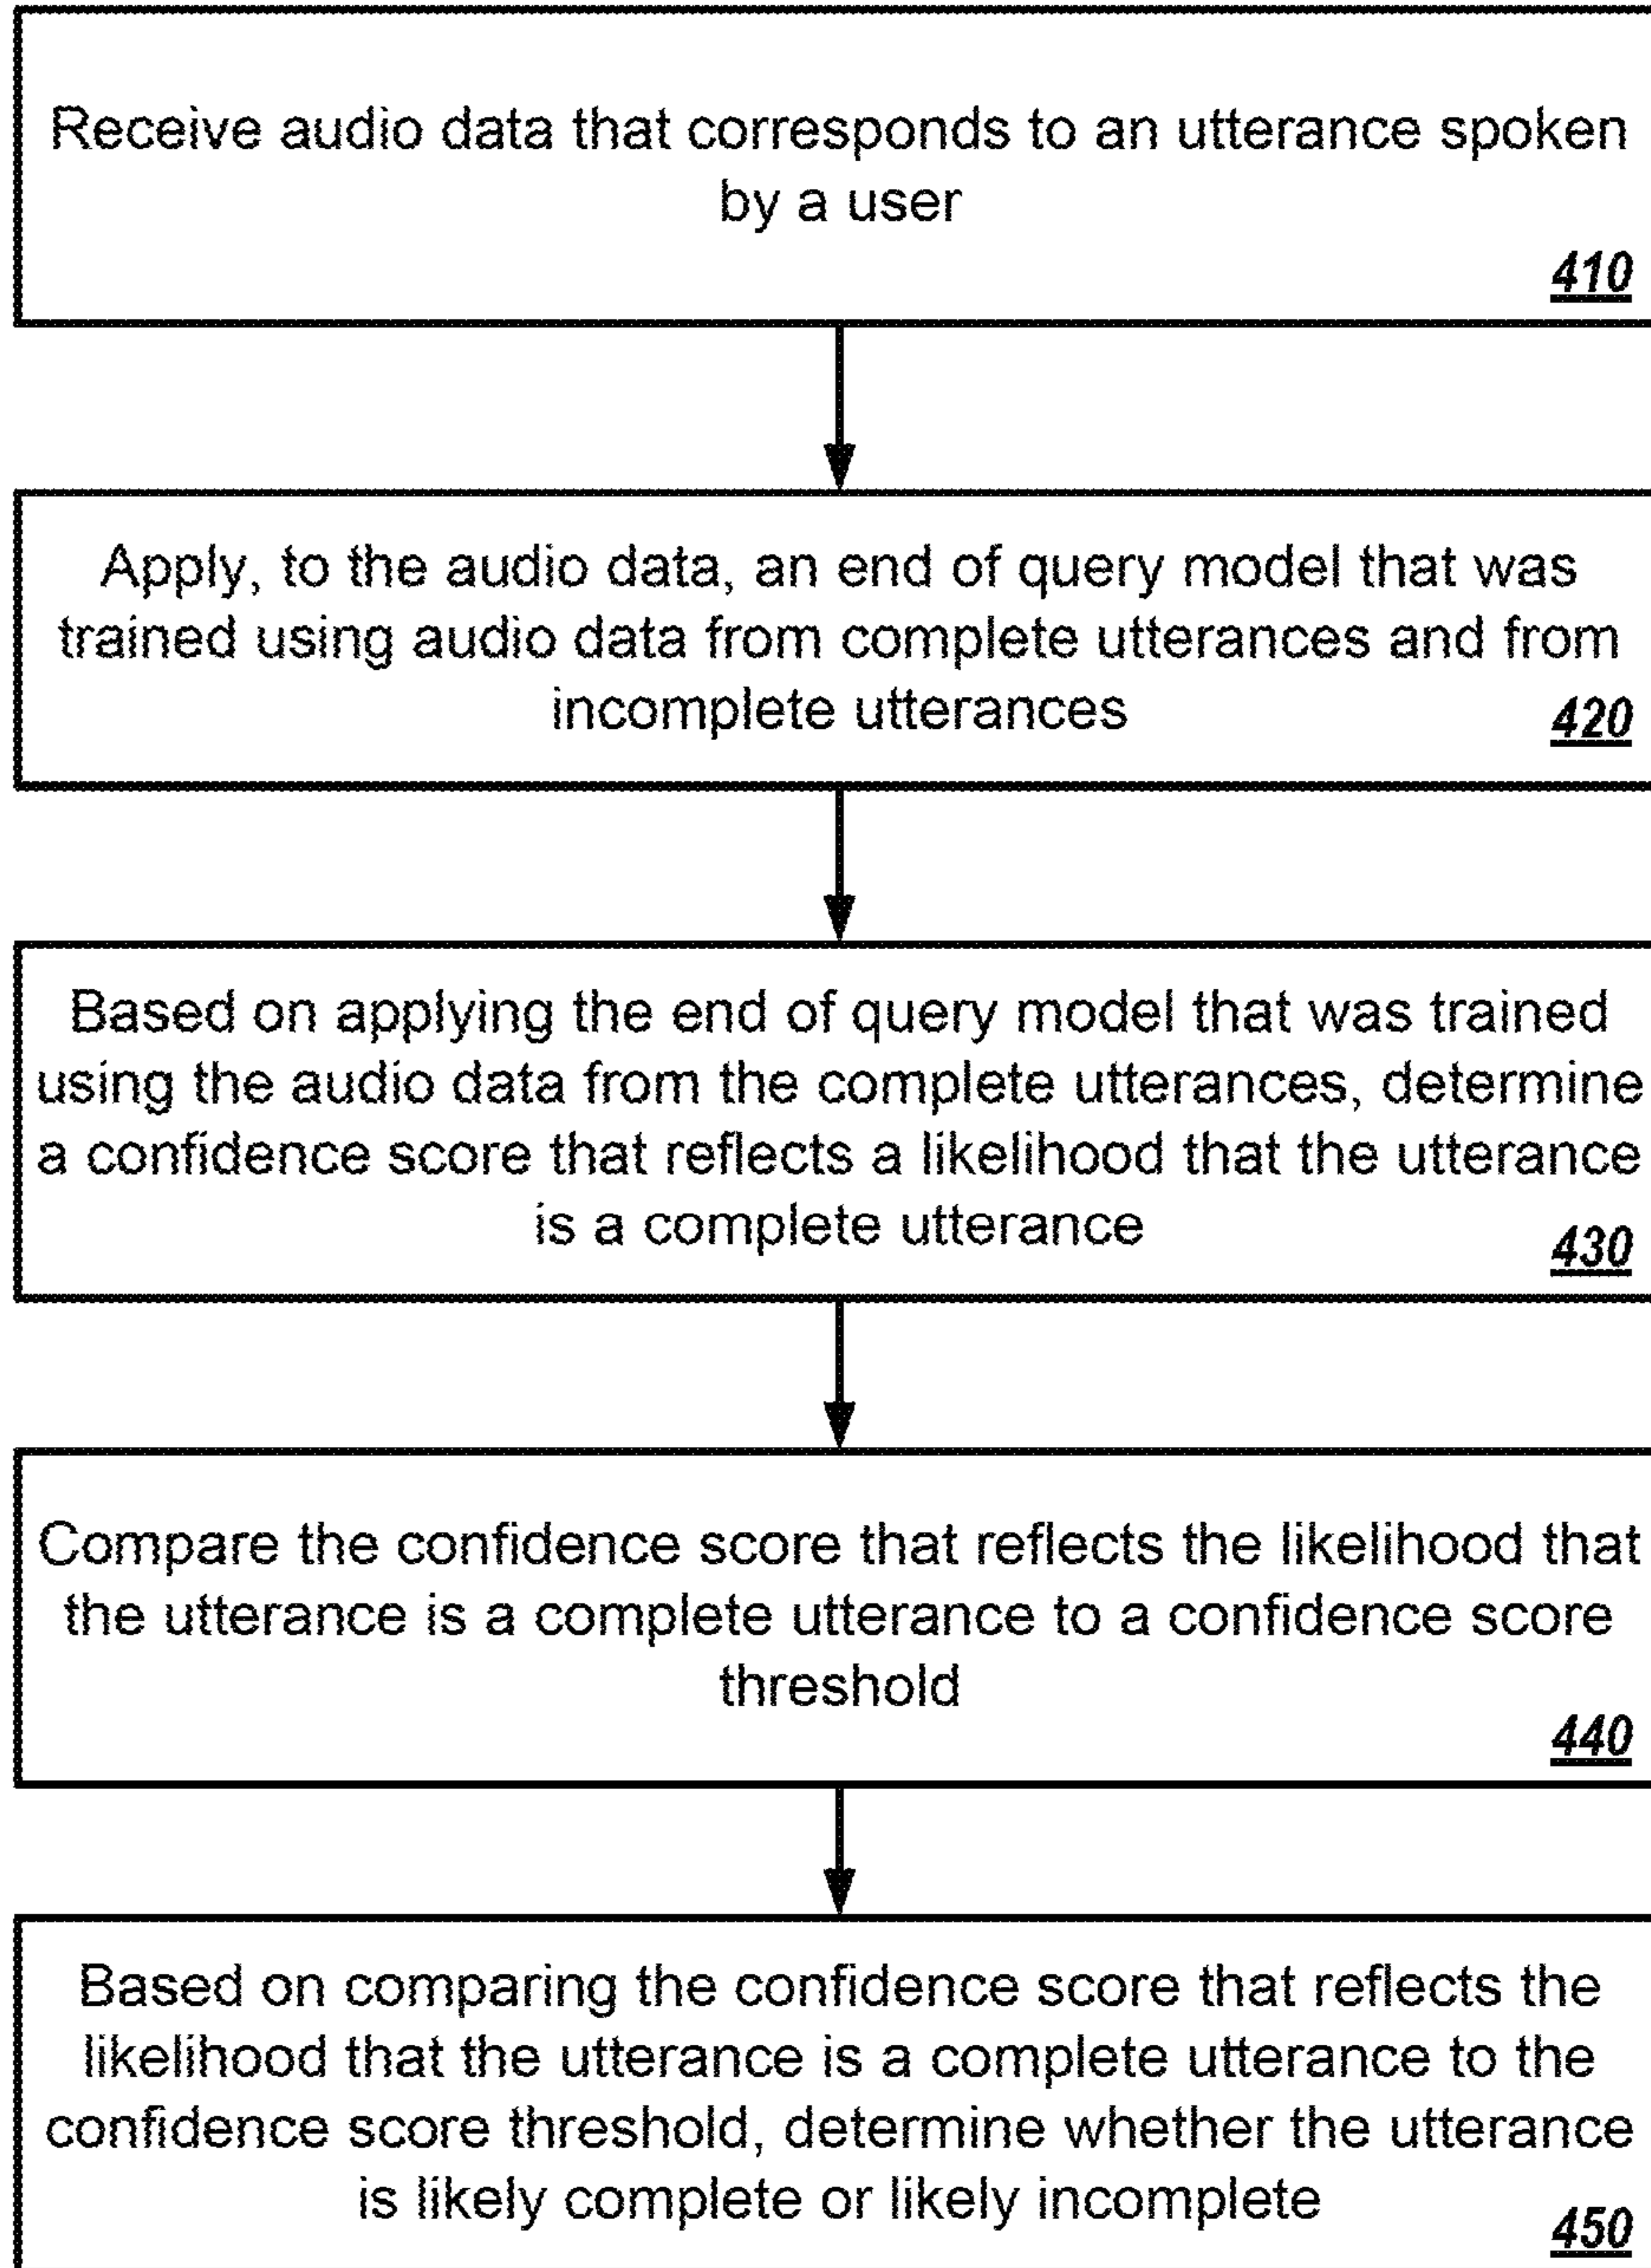 Receive audio data that corresponds to an utterance spoken
by a user
410
Apply, to the audio data, an end of query model that was
trained using audio data from complete utterances and from
incomplete utterances
420
Based on applying the end of query model that was trained
using the audio data from the complete utterances, determine
a confidence score that reflects a likelihood that the utterance
is a complete utterance
430
Compare the confidence score that reflects the likelihood that
the utterance is a complete utterance to a confidence score
threshold
440
Based on comparing the confidence score that reflects the
likelihood that the utterance is a complete utterance to the
confidence score threshold, determine whether the utterance
is likely complete or likely incomplete
450